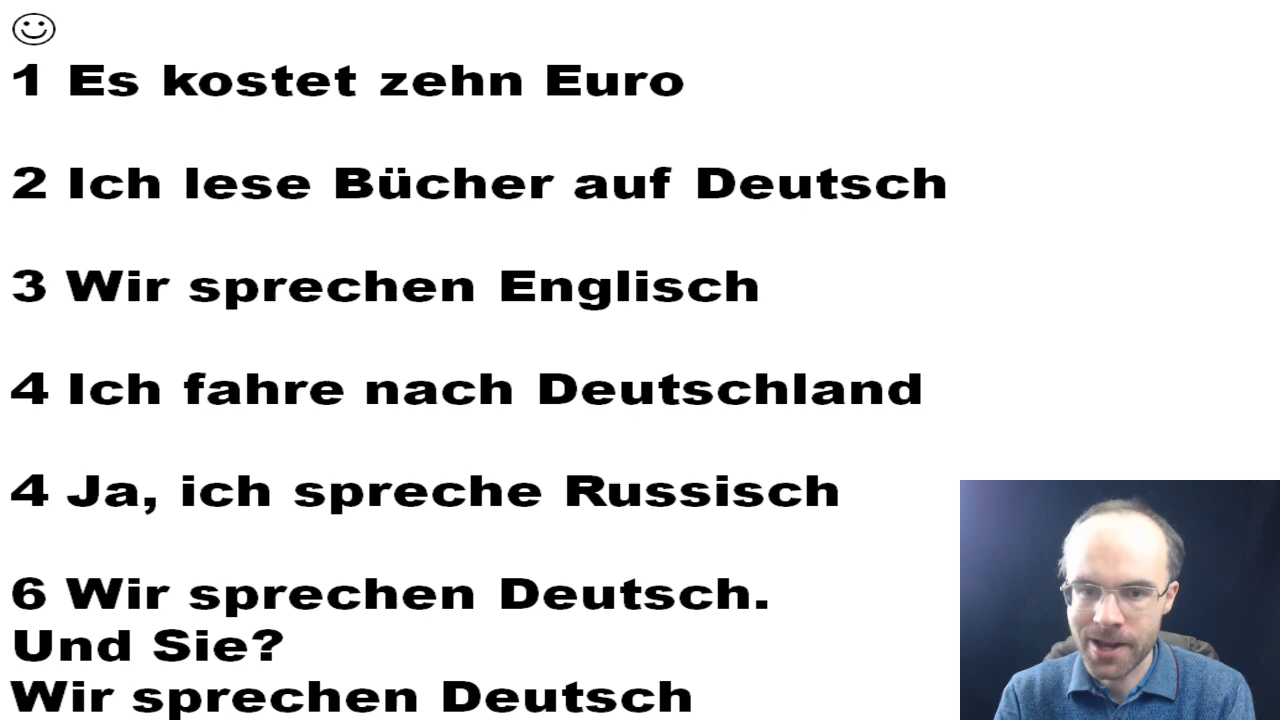 ☺
1 Es kostet zehn Euro
2 Ich lese Bücher auf Deutsch
3 Wir sprechen Englisch
4 Ich fahre nach Deutschland
4 Ja, ich spreche Russisch
6 Wir sprechen Deutsch.
Und Sie?
Wir sprechen Deutsch